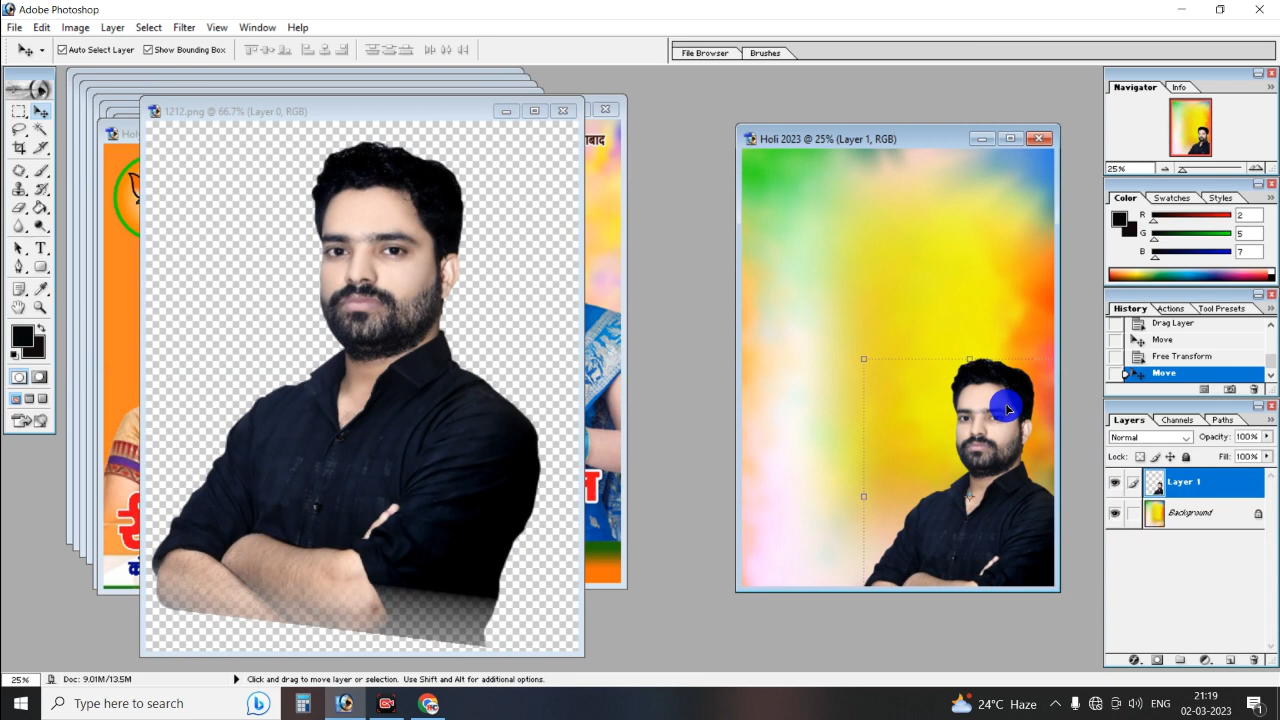 Adobe Photoshop
File Edit Image Layer Select Filter View Window Help
Auto Select Layer Show Bounding Box
File Browser Brushes
1212.png @ 66.7% (Layer 0, RGB)
Holi 2023 @ 25% (Layer 1, RGB)
Navigator Info
25%
Color Swatches Styles
R 2
G 5
B 7
History Actions Tool Presets
Drag Layer
Move
Free Transform
Move
Layers Channels Paths
Normal Opacity: 100%
Lock: Fill: 100%
Layer 1
Background
25% Doc: 9.01M/13.5M Click and drag to move layer or selection. Use Shift and Alt for additional options.
Type here to search
24°C Haze ENG
21:19
02-03-2023